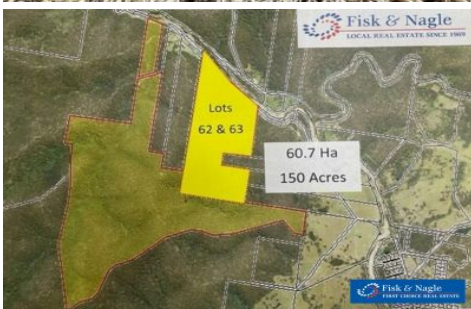 Fisk & Nagle
LOCAL REAL ESTATE SINCE 1969
Lots
62 & 63
60.7 Ha
150 Acres
Fisk & Nagle
FIRST CHOICE REAL ESTATE